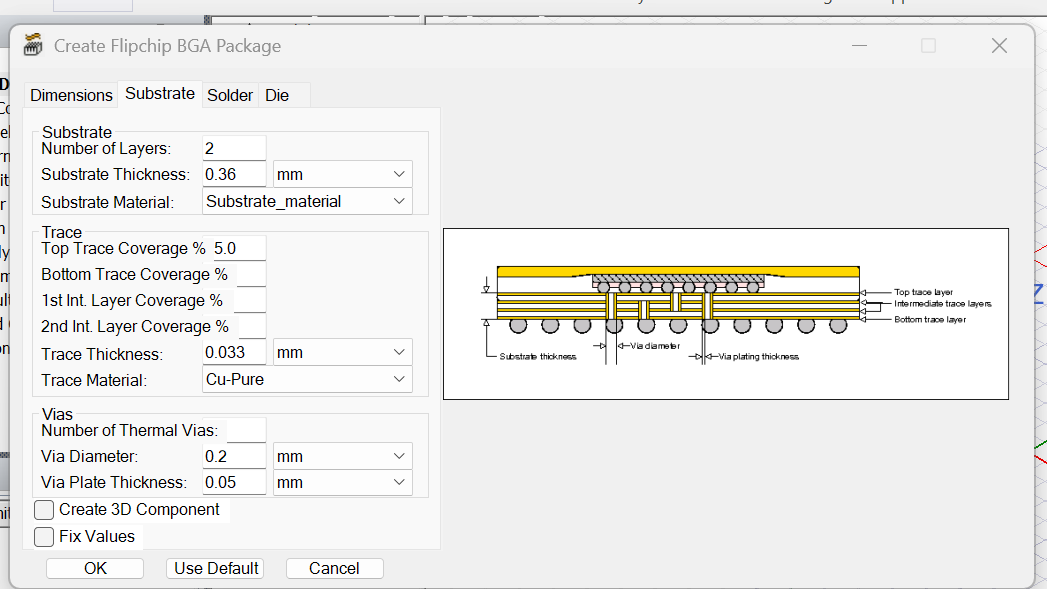 Create Flipchip BGA Package
Dimensions Substrate Solder Die
Substrate
Number of Layers: 2
Substrate Thickness: 0.36 mm
Substrate Material: Substrate_material
Trace
Top Trace Coverage % 5.0
Bottom Trace Coverage %
1st Int. Layer Coverage %
2nd Int. Layer Coverage %
Trace Thickness: 0.033 mm
Trace Material: Cu-Pure
Vias
Number of Thermal Vias:
Via Diameter: 0.2 mm
Via Plate Thickness: 0.05 mm
Create 3D Component
Fix Values
OK Use Default Cancel
Top trace layer
Intermediate trace layers
Bottom trace layer
Via diameter
Substrate thickness
Via plating thickness
Z